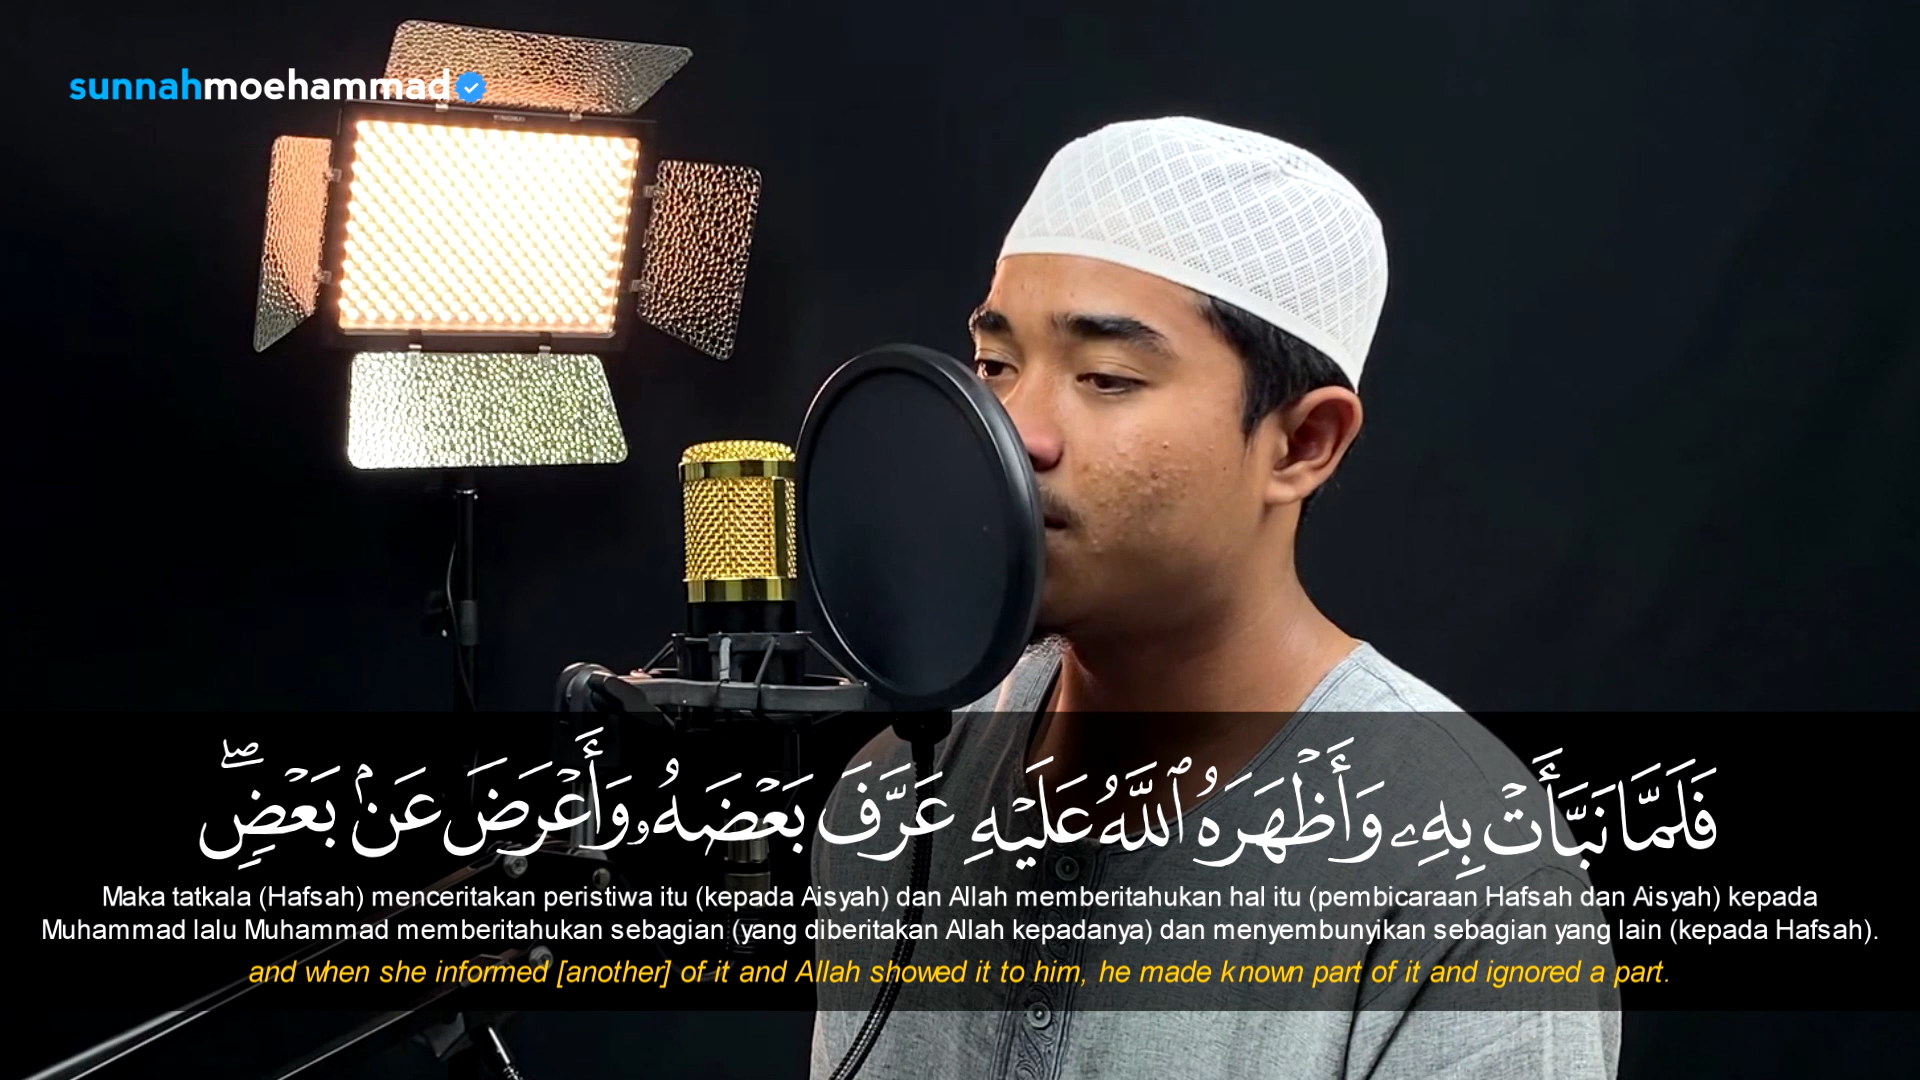 sunnahmoehammad
YONGNUO
فَلَمَّا نَبَّأَتْ بِهِۦ وَأَظْهَرَهُ ٱللَّهُ عَلَيْهِ عَرَّفَ بَعْضَهُۥ وَأَعْرَضَ عَنۢ بَعْضٍۖ
Maka tatkala (Hafsah) menceritakan peristiwa itu (kepada Aisyah) dan Allah memberitahukan hal itu (pembicaraan Hafsah dan Aisyah) kepada
Muhammad lalu Muhammad memberitahukan sebagian (yang diberitakan Allah kepadanya) dan menyembunyikan sebagian yang lain (kepada Hafsah).
and when she informed [another] of it and Allah showed it to him, he made known part of it and ignored a part.